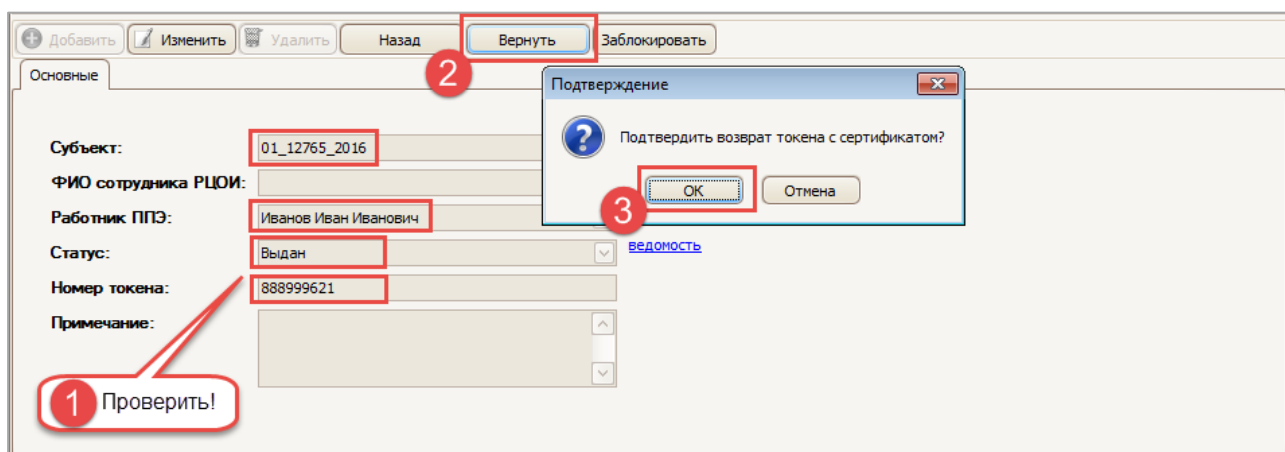 Добавить Изменить Удалить Назад Вернуть Заблокировать
2
Основные
Подтверждение
Подтвердить возврат токена с сертификатом?
OK Отмена
3
Субъект: 01_12765_2016
ФИО сотрудника РЦОИ:
Работник ППЭ: Иванов Иван Иванович
Статус: Выдан ведомость
Номер токена: 888999621
Примечание:
1 Проверить!